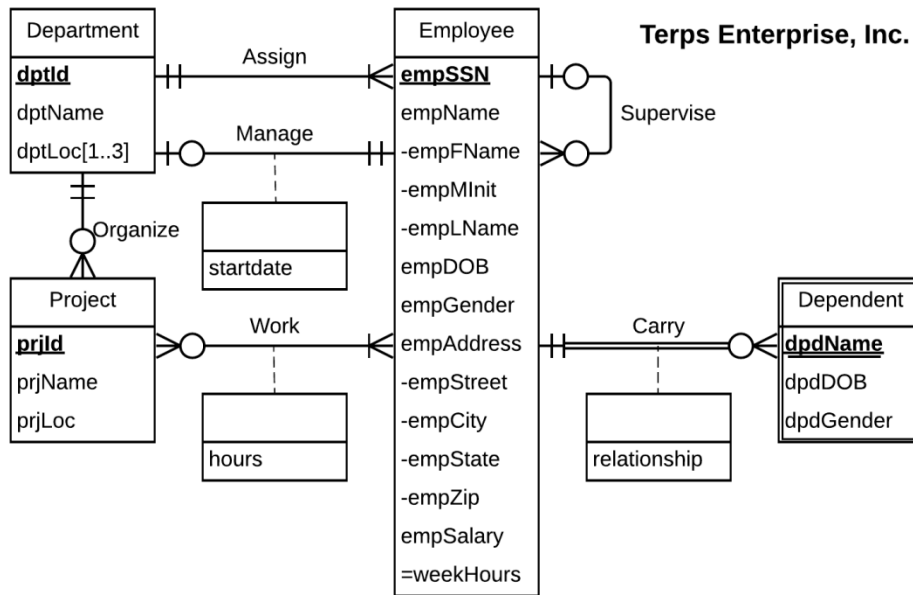 Terps Enterprise, Inc.
Department
dptId
dptName
dptLoc[1..3]
Assign
Manage
startdate
Organize
Employee
empSSN
empName
-empFName
-empMInit
-empLName
empDOB
empGender
empAddress
-empStreet
-empCity
-empState
-empZip
empSalary
=weekHours
Supervise
Project
prjId
prjName
prjLoc
Work
hours
Carry
relationship
Dependent
dpdName
dpdDOB
dpdGender